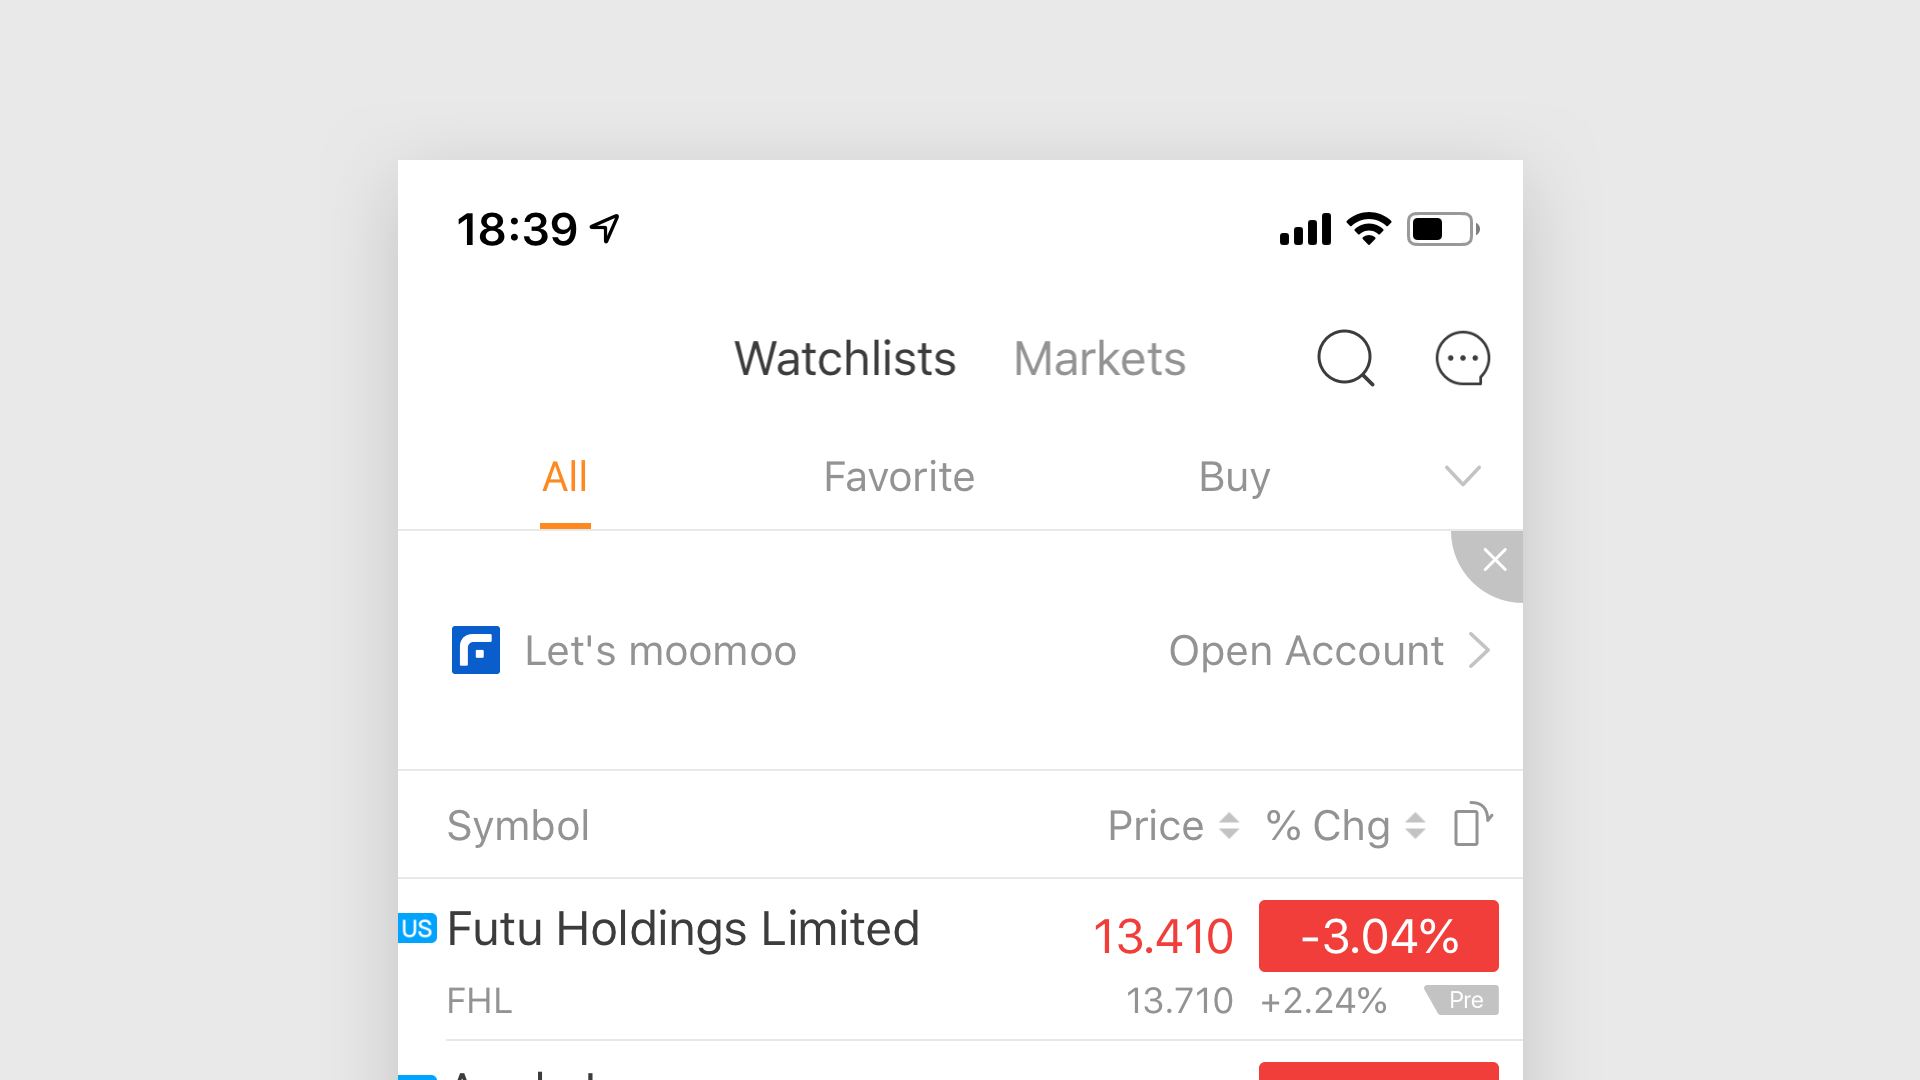 18:39
Watchlists Markets
All Favorite Buy
Let's moomoo Open Account
Symbol Price % Chg
US Futu Holdings Limited 13.410 -3.04%
FHL 13.710 +2.24% Pre